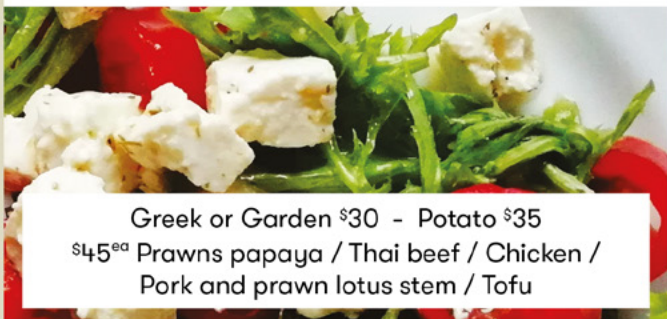 Greek or Garden $30 - Potato $35
$45ea Prawns papaya / Thai beef / Chicken /
Pork and prawn lotus stem / Tofu